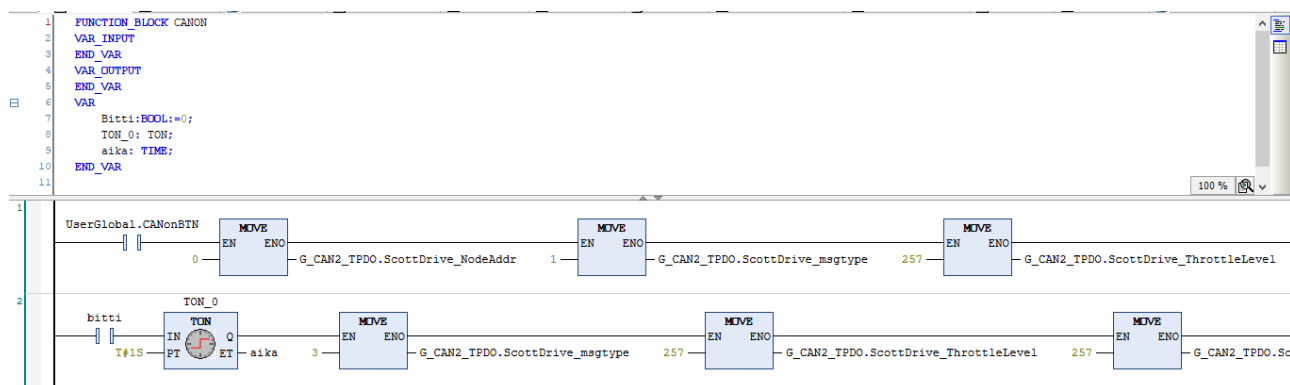 1 FUNCTION_BLOCK CANON
2 VAR_INPUT
3 END_VAR
4 VAR_OUTPUT
5 END_VAR
6 VAR
7 Bitti:BOOL:=0;
8 TON_0: TON;
9 aika: TIME;
10 END_VAR
11
100 %
1
UserGlobal.CANonBTN
MOVE MOVE MOVE
EN ENO EN ENO EN ENO
0 G_CAN2_TPDO.ScottDrive_NodeAddr 1 G_CAN2_TPDO.ScottDrive_msgtype 257 G_CAN2_TPDO.ScottDrive_ThrottleLevel
2
TON_0
bitti TON MOVE MOVE MOVE
IN Q EN ENO EN ENO EN ENO
T#1S PT ET aika 3 G_CAN2_TPDO.ScottDrive_msgtype 257 G_CAN2_TPDO.ScottDrive_ThrottleLevel 257 G_CAN2_TPDO.Sc